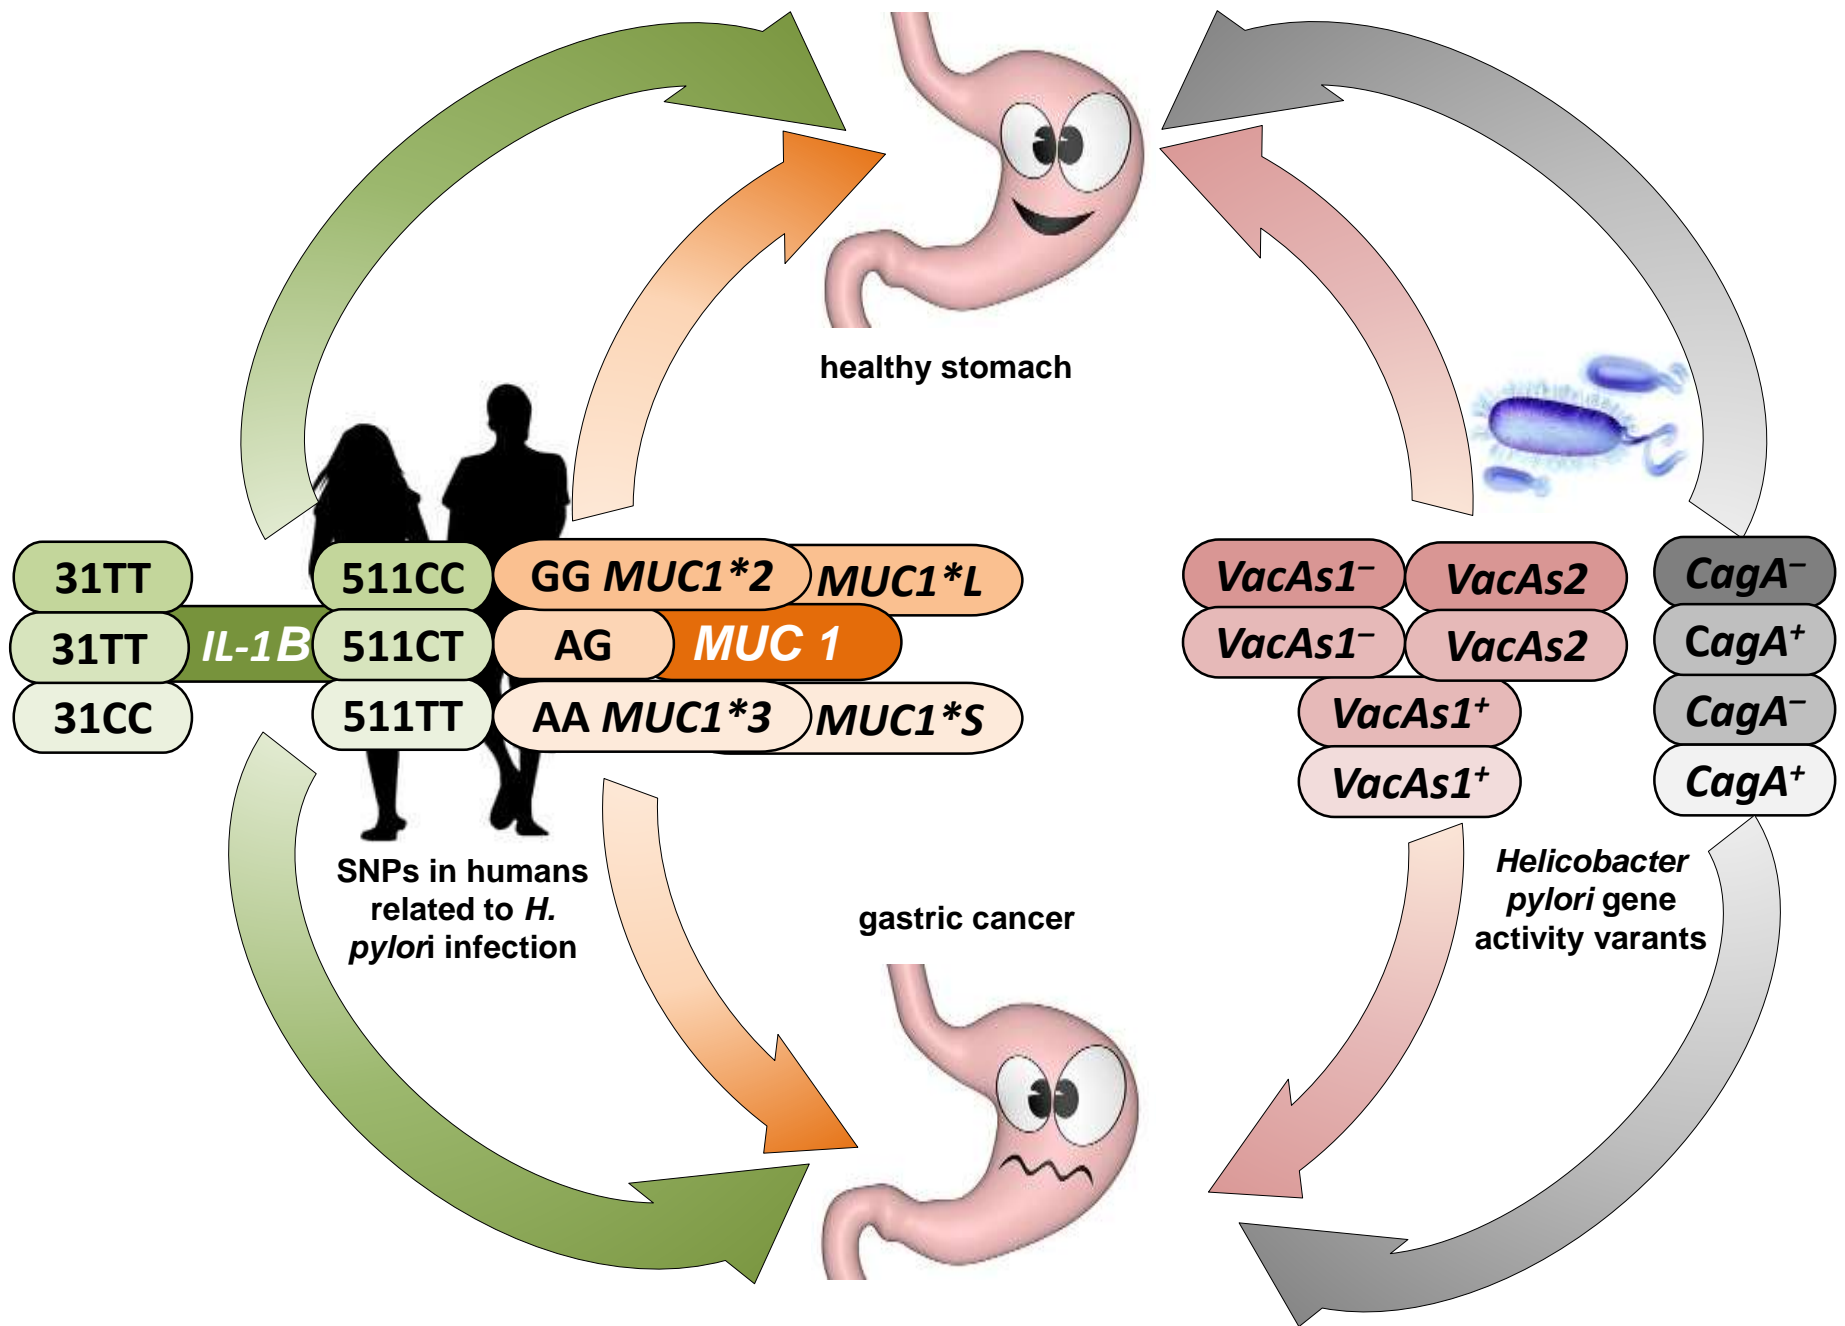 healthy stomach
31TT
511CC
GG MUC1*2
MUC1*L
31TT
IL-1B
511CT
AG
MUC 1
31CC
511TT
AA MUC1*3
MUC1*S
VacAs1⁻
VacAs2
CagA⁻
VacAs1⁻
VacAs2
CagA⁺
VacAs1⁺
CagA⁻
VacAs1⁺
CagA⁺
SNPs in humans
related to H.
pylori infection
gastric cancer
Helicobacter
pylori gene
activity varants